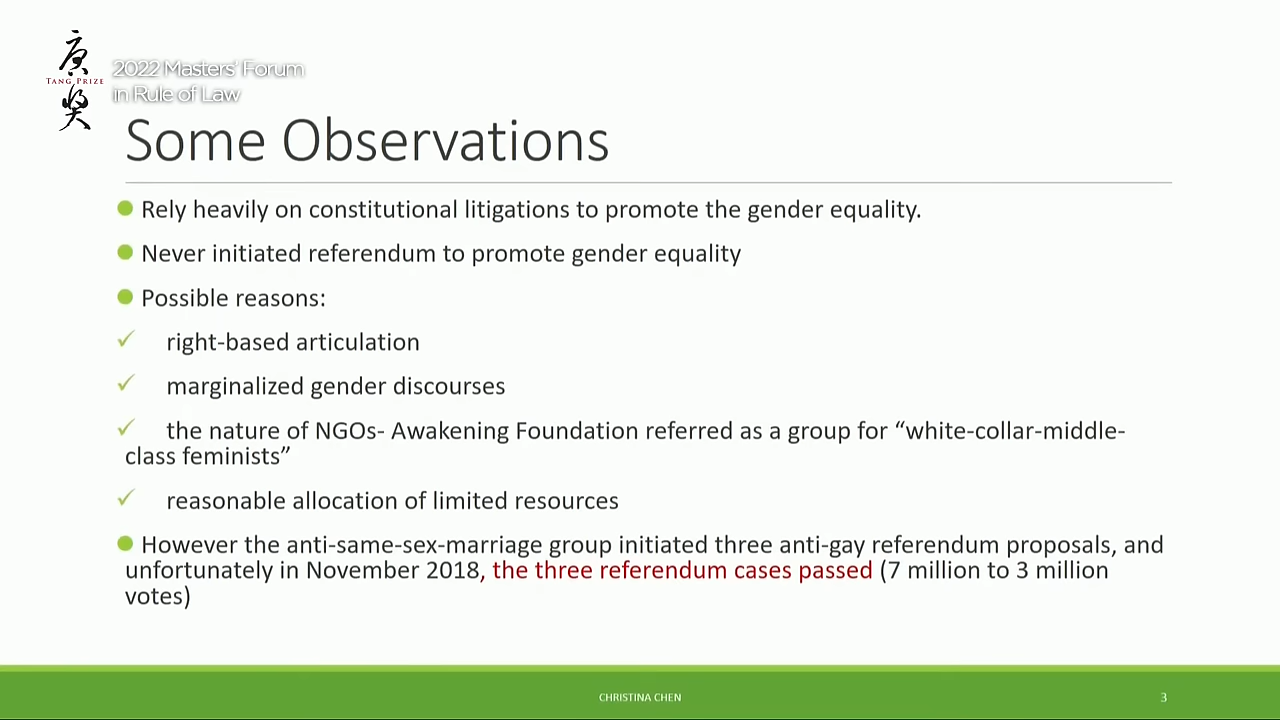 唐
TANG PRIZE
奖
2022 Masters' Forum
in Rule of Law
Some Observations
Rely heavily on constitutional litigations to promote the gender equality.
Never initiated referendum to promote gender equality
Possible reasons:
right-based articulation
marginalized gender discourses
the nature of NGOs- Awakening Foundation referred as a group for “white-collar-middle-
class feminists”
reasonable allocation of limited resources
However the anti-same-sex-marriage group initiated three anti-gay referendum proposals, and
unfortunately in November 2018, the three referendum cases passed (7 million to 3 million
votes)
CHRISTINA CHEN
3